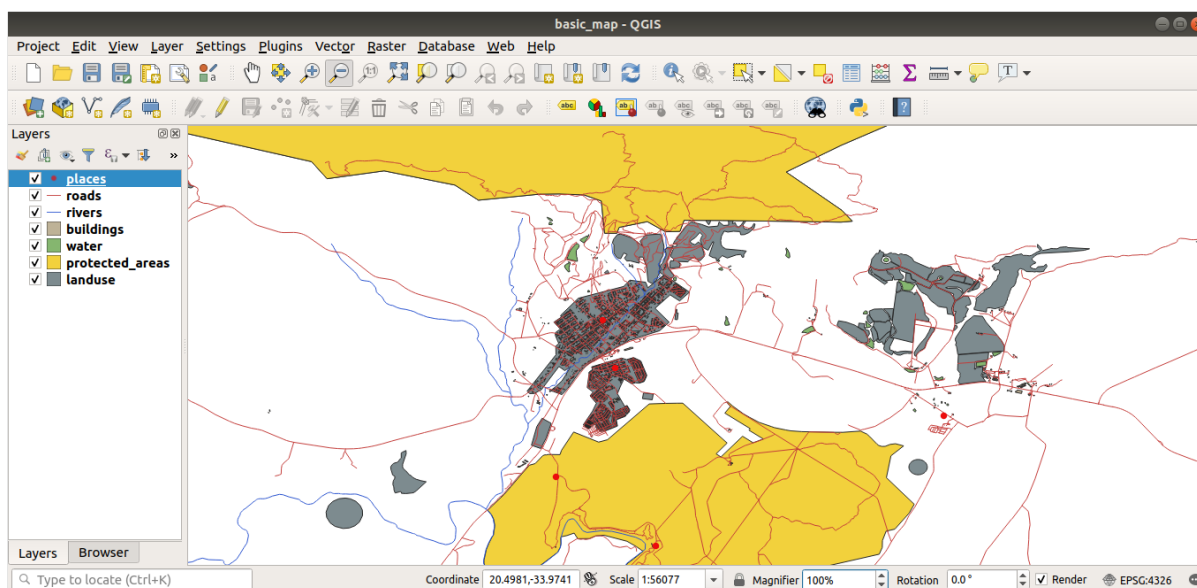 basic_map - QGIS
Project Edit View Layer Settings Plugins Vector Raster Database Web Help
Layers
places
roads
rivers
buildings
water
protected_areas
landuse
Layers Browser
Type to locate (Ctrl+K) Coordinate 20.4981,-33.9741 Scale 1:56077 Magnifier 100% Rotation 0.0° Render EPSG:4326